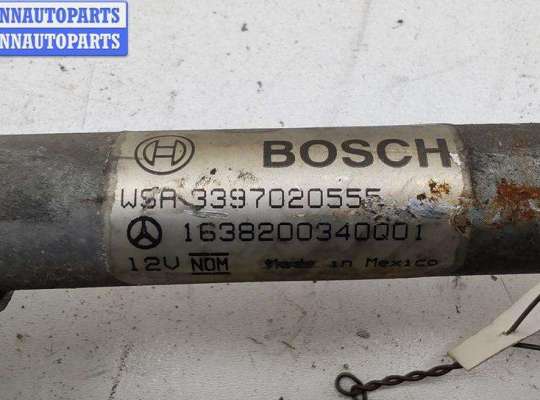 NNAUTOPARTS
NNAUTOPARTS
BOSCH
WSA 3397020555
1638200340Q01
12V NOM Made in Mexico